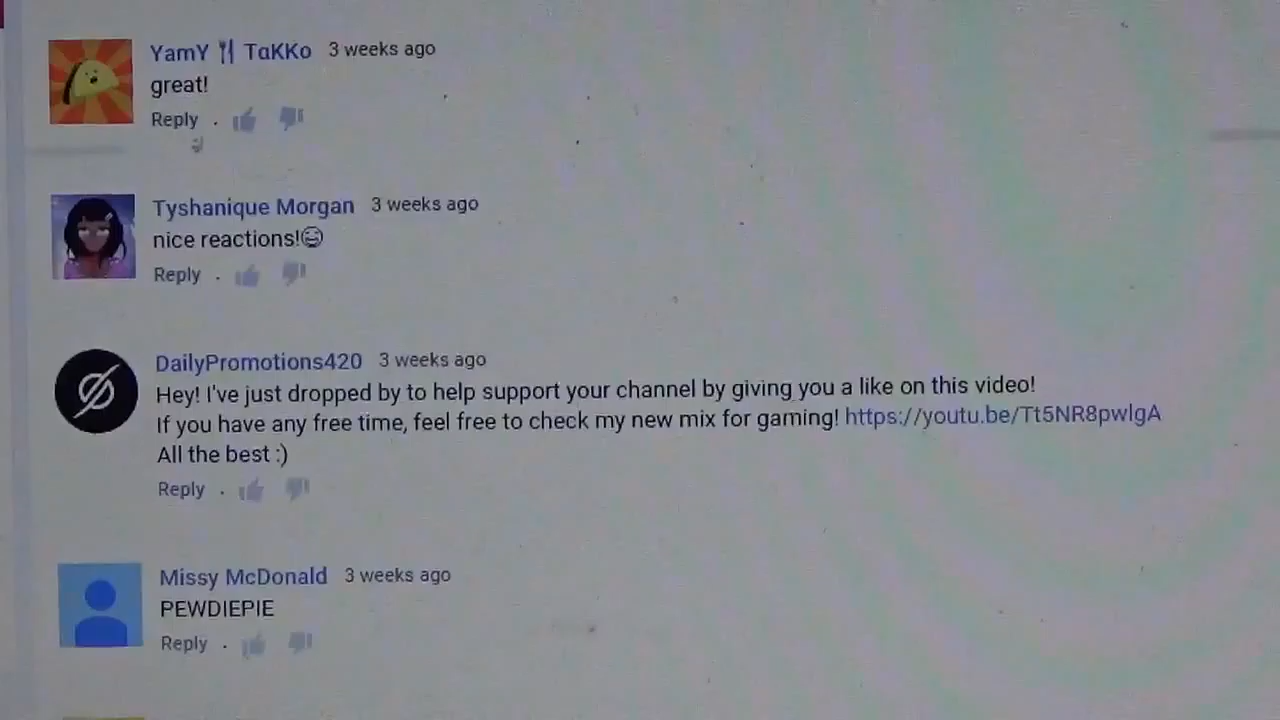 YamY 🍴 TαKKo 3 weeks ago
great!
Reply .
Tyshanique Morgan 3 weeks ago
nice reactions!😄
Reply .
DailyPromotions420 3 weeks ago
Hey! I've just dropped by to help support your channel by giving you a like on this video!
If you have any free time, feel free to check my new mix for gaming! https://youtu.be/Tt5NR8pwlgA
All the best :)
Reply .
Missy McDonald 3 weeks ago
PEWDIEPIE
Reply .